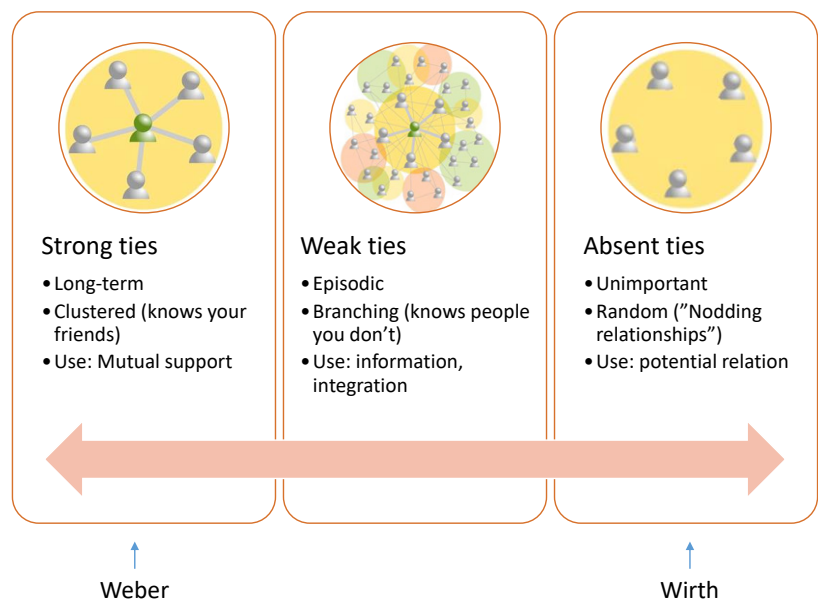 Strong ties
• Long-term
• Clustered (knows your
friends)
• Use: Mutual support
Weak ties
• Episodic
• Branching (knows people
you don’t)
• Use: information,
integration
Absent ties
• Unimportant
• Random (”Nodding
relationships”)
• Use: potential relation
Weber
Wirth